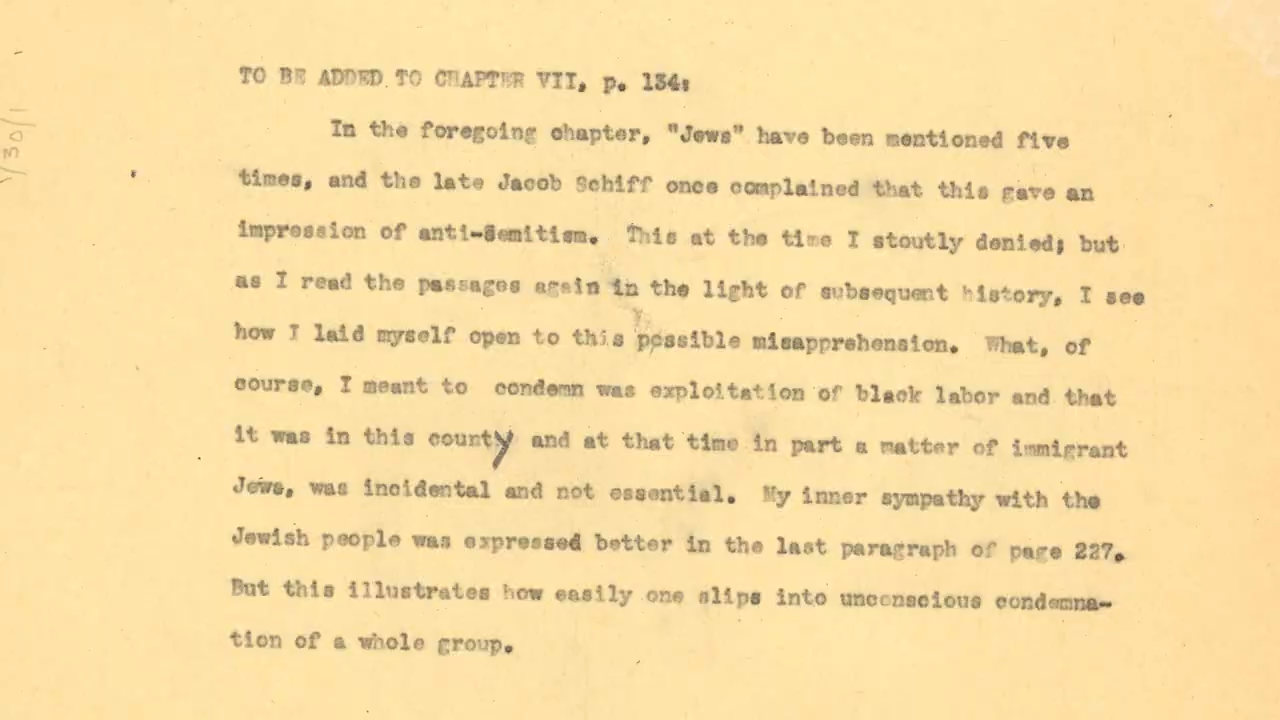 TO BE ADDED TO CHAPTER VII, p. 134:
In the foregoing chapter, "Jews" have been mentioned five
times, and the late Jacob Schiff once complained that this gave an
impression of anti-Semitism. This at the time I stoutly denied; but
as I read the passages again in the light of subsequent history, I see
how I laid myself open to this possible misapprehension. What, of
course, I meant to condemn was exploitation of black labor and that
it was in this county and at that time in part a matter of immigrant
Jews, was incidental and not essential. My inner sympathy with the
Jewish people was expressed better in the last paragraph of page 227.
But this illustrates how easily one slips into unconscious condemna-
tion of a whole group.